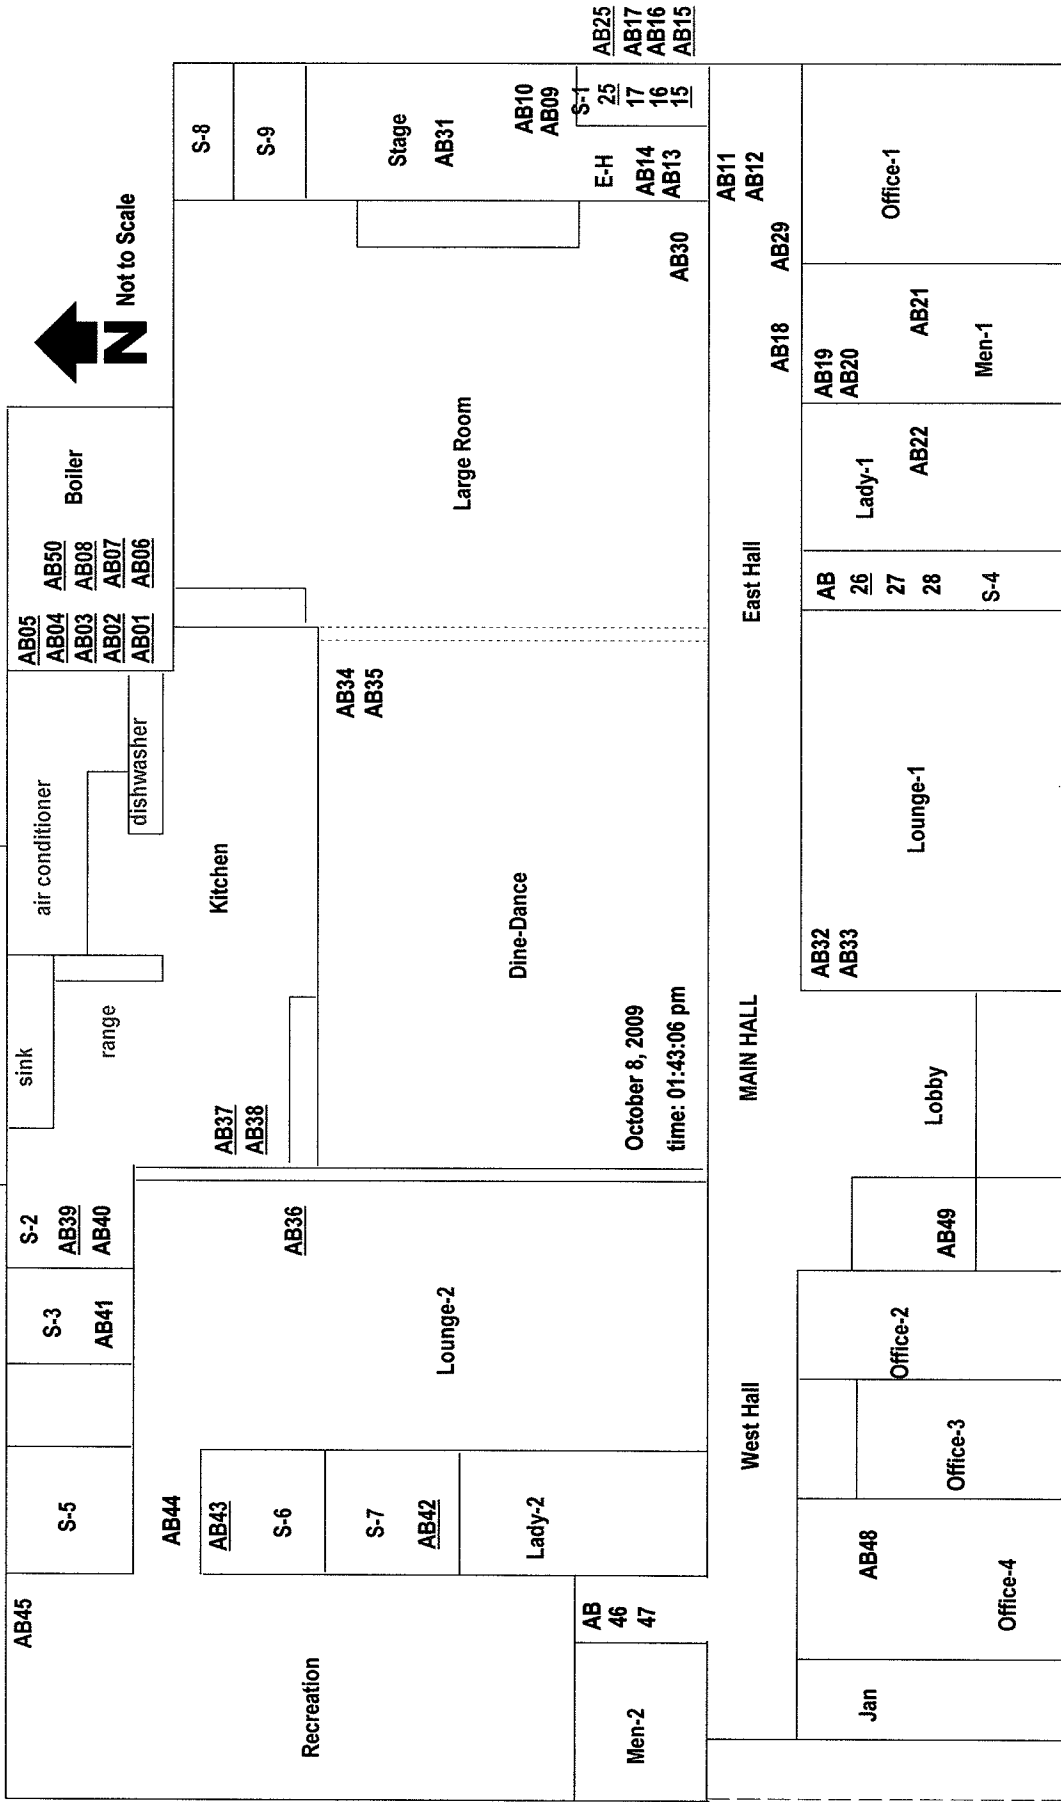 AB45
S-5
S-3
AB41
S-2
AB39
AB40
sink
range
air conditioner
dishwasher
AB05
AB04
AB03
AB02
AB01
AB50
AB08
AB07
AB06
Boiler
N
Not to Scale
Recreation
AB44
AB43
S-6
S-7
AB42
Lady-2
AB
46
47
Men-2
AB36
Lounge-2
AB37
AB38
Kitchen
AB34
AB35
Dine-Dance
October 8, 2009
time: 01:43:06 pm
Large Room
AB30
S-8
S-9
Stage
AB31
AB10
AB09
E-H
AB14
AB13
S-1
25
17
16
15
AB25
AB17
AB16
AB15
West Hall
MAIN HALL
East Hall
AB18
AB29
AB11
AB12
Jan
AB48
Office-4
Office-3
Office-2
AB49
Lobby
AB32
AB33
Lounge-1
AB
26
27
28
S-4
Lady-1
AB22
AB19
AB20
AB21
Men-1
Office-1